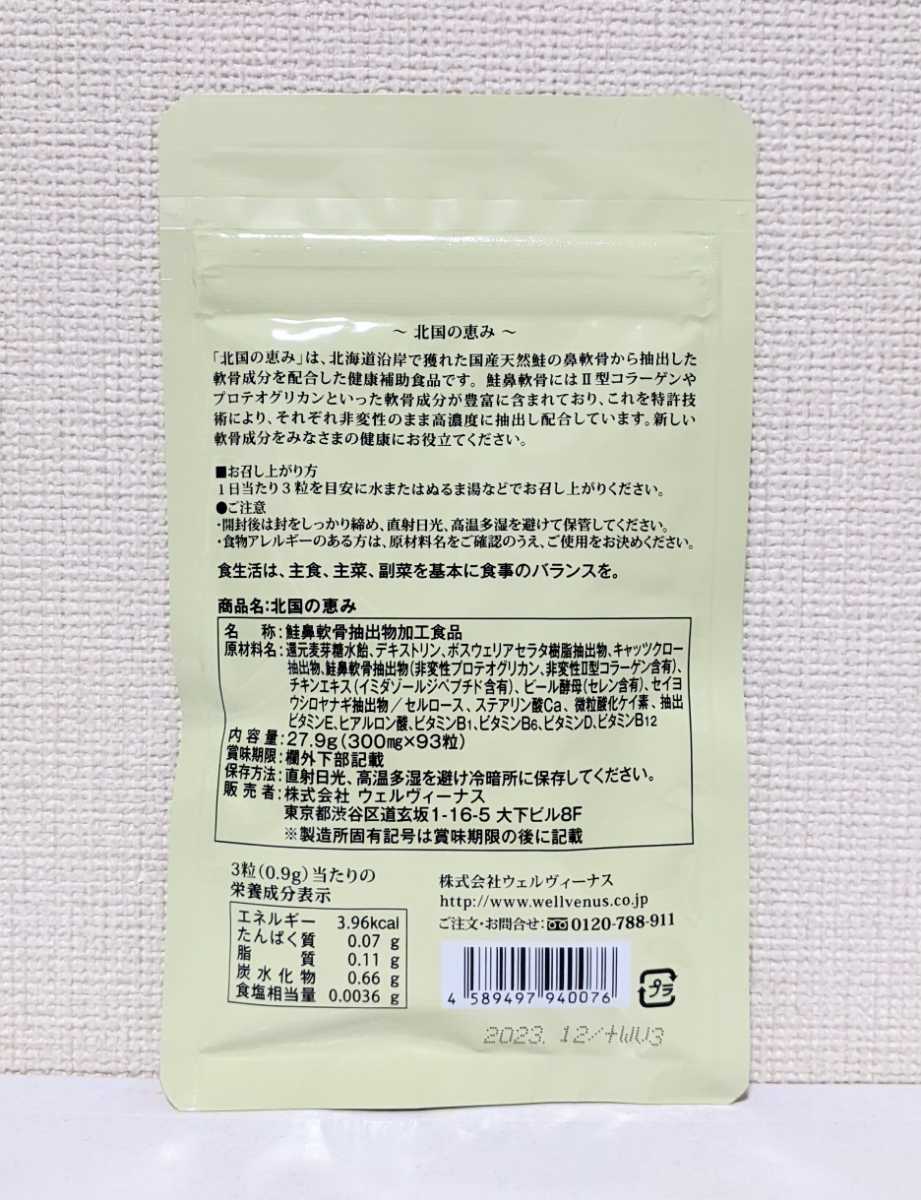 ～ 北国の恵み ～
「北国の恵み」は、北海道沿岸で獲れた国産天然鮭の鼻軟骨から抽出した
軟骨成分を配合した健康補助食品です。鮭鼻軟骨にはⅡ型コラーゲンや
プロテオグリカンといった軟骨成分が豊富に含まれており、これを特許技
術により、それぞれ非変性のまま高濃度に抽出し配合しています。新しい
軟骨成分をみなさまの健康にお役立てください。
■お召し上がり方
1日当たり3粒を目安に水またはぬるま湯などでお召し上がりください。
●ご注意
・開封後は封をしっかり締め、直射日光、高温多湿を避けて保管してください。
・食物アレルギーのある方は、原材料名をご確認のうえ、ご使用をお決めください。
食生活は、主食、主菜、副菜を基本に食事のバランスを。
商品名：北国の恵み
名　称：鮭鼻軟骨抽出物加工食品
原材料名：還元麦芽糖水飴、デキストリン、ボスウェリアセラタ樹脂抽出物、キャッツクロー
抽出物、鮭鼻軟骨抽出物（非変性プロテオグリカン、非変性Ⅱ型コラーゲン含有）、
チキンエキス（イミダゾールジペプチド含有）、ビール酵母（セレン含有）、セイヨ
ウシロヤナギ抽出物／セルロース、ステアリン酸Ca、微粒酸化ケイ素、抽出
ビタミンE、ヒアルロン酸、ビタミンB1、ビタミンB6、ビタミンD、ビタミンB12
内容量：27.9g（300㎎×93粒）
賞味期限：欄外下部記載
保存方法：直射日光、高温多湿を避け冷暗所に保存してください。
販売者：株式会社 ウェルヴィーナス
東京都渋谷区道玄坂1-16-5 大下ビル8F
※製造所固有記号は賞味期限の後に記載
3粒（0.9g）当たりの
栄養成分表示
エネルギー 3.96kcal
たんぱく質 0.07 g
脂質 0.11 g
炭水化物 0.66 g
食塩相当量 0.0036 g
株式会社ウェルヴィーナス
http://www.wellvenus.co.jp
ご注文・お問合せ：0120-788-911
4 589497 940076
プラ
2023. 12/+WU3